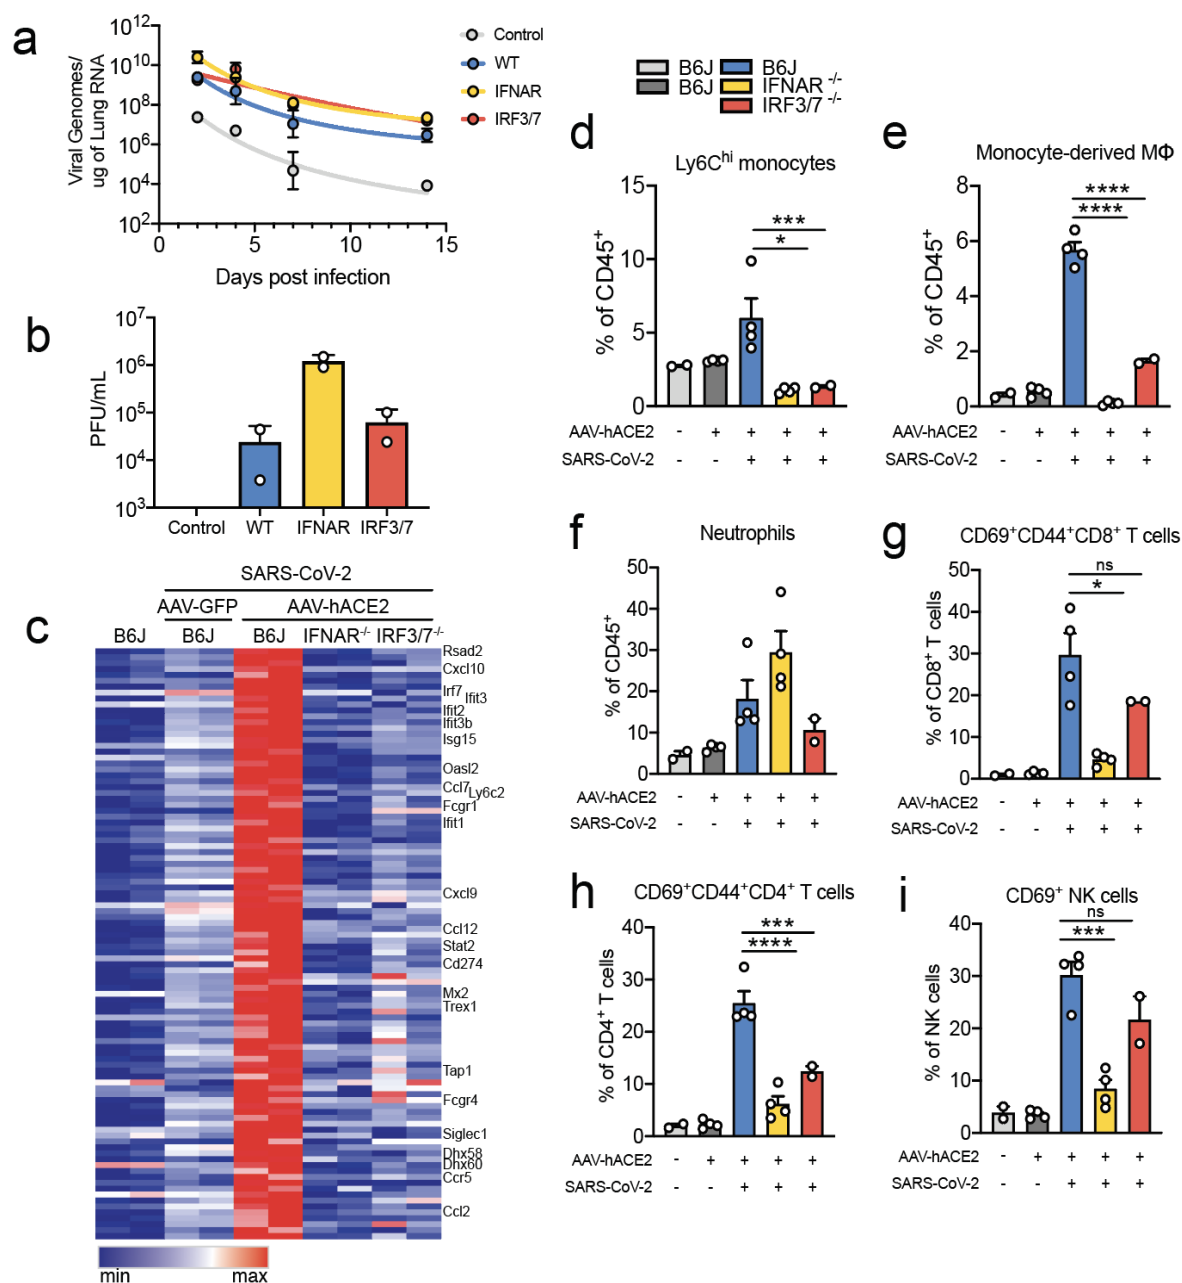 a
10¹²
10¹⁰
10⁸
10⁶
10⁴
10²
Viral Genomes/
ug of Lung RNA
0
5
10
15
Days post infection
Control
WT
IFNAR
IRF3/7
B6J
B6J
B6J
IFNAR -/-
IRF3/7 -/-
b
10⁷
10⁶
10⁵
10⁴
10³
PFU/mL
Control
WT
IFNAR
IRF3/7
c
SARS-CoV-2
AAV-GFP
AAV-hACE2
B6J
B6J
B6J
IFNAR-/-
IRF3/7-/-
Rsad2
Cxcl10
Irf7
Ifit3
Ifit2
Ifit3b
Isg15
Oasl2
Ccl7
Ly6c2
Fcgr1
Ifit1
Cxcl9
Ccl12
Stat2
Cd274
Mx2
Trex1
Tap1
Fcgr4
Siglec1
Dhx58
Dhx60
Ccr5
Ccl2
min
max
d
Ly6Chi monocytes
15
10
5
0
% of CD45+
***
*
AAV-hACE2 - + + + +
SARS-CoV-2 - - + + +
e
Monocyte-derived MΦ
8
6
4
2
0
% of CD45+
****
****
AAV-hACE2 - + + + +
SARS-CoV-2 - - + + +
f
Neutrophils
50
40
30
20
10
0
% of CD45+
AAV-hACE2 - + + + +
SARS-CoV-2 - - + + +
g
CD69+CD44+CD8+ T cells
50
40
30
20
10
0
% of CD8+ T cells
ns
*
AAV-hACE2 - + + + +
SARS-CoV-2 - - + + +
h
CD69+CD44+CD4+ T cells
40
30
20
10
0
% of CD4+ T cells
***
****
AAV-hACE2 - + + + +
SARS-CoV-2 - - + + +
i
CD69+ NK cells
40
30
20
10
0
% of NK cells
ns
***
AAV-hACE2 - + + + +
SARS-CoV-2 - - + + +